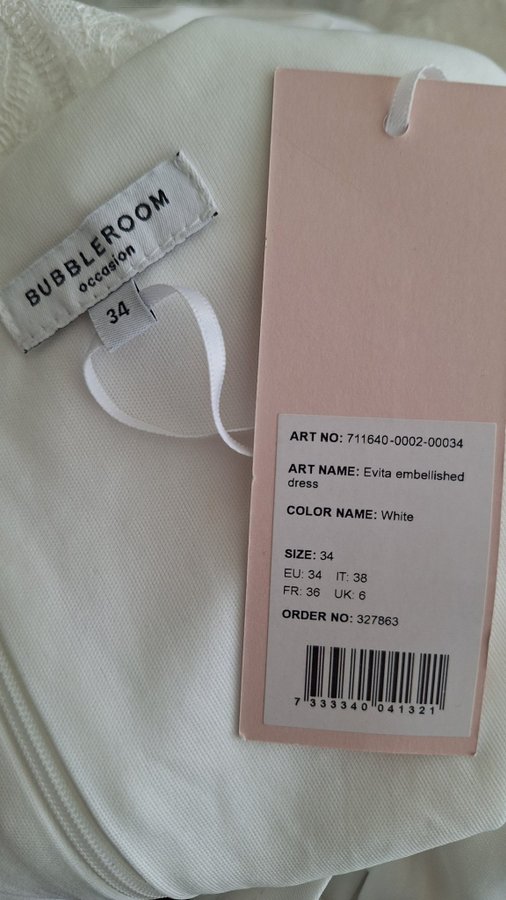 BUBBLEROOM
occasion
34
ART NO: 711640-0002-00034
ART NAME: Evita embellished
dress
COLOR NAME: White
SIZE: 34
EU: 34 IT: 38
FR: 36 UK: 6
ORDER NO: 327863
7 333340 041321